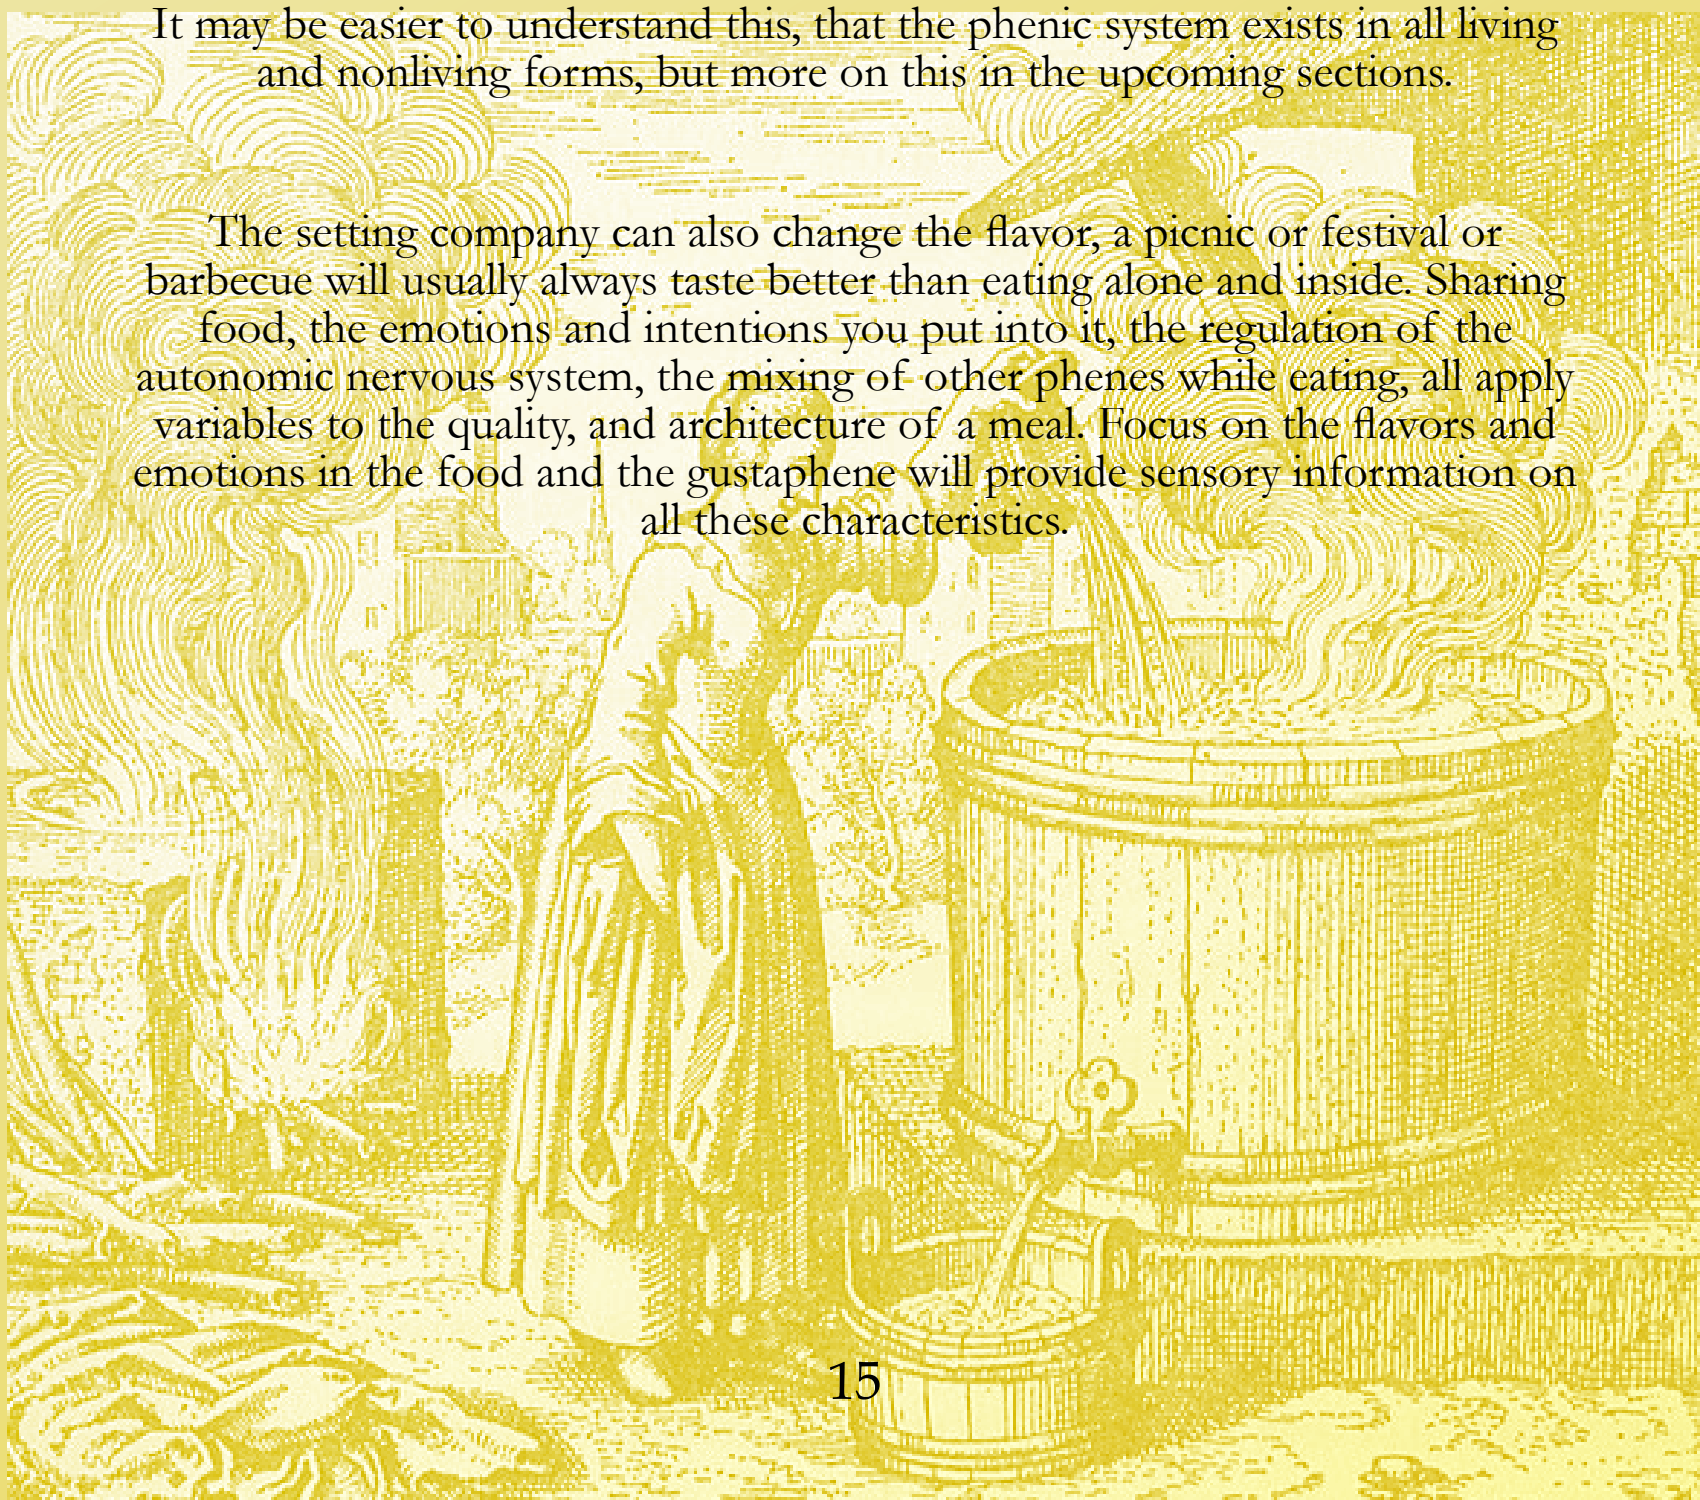 It may be easier to understand this, that the phenic system exists in all living
and nonliving forms, but more on this in the upcoming sections.
The setting company can also change the flavor, a picnic or festival or
barbecue will usually always taste better than eating alone and inside. Sharing
food, the emotions and intentions you put into it, the regulation of the
autonomic nervous system, the mixing of other phenes while eating, all apply
variables to the quality, and architecture of a meal. Focus on the flavors and
emotions in the food and the gustaphene will provide sensory information on
all these characteristics.
15